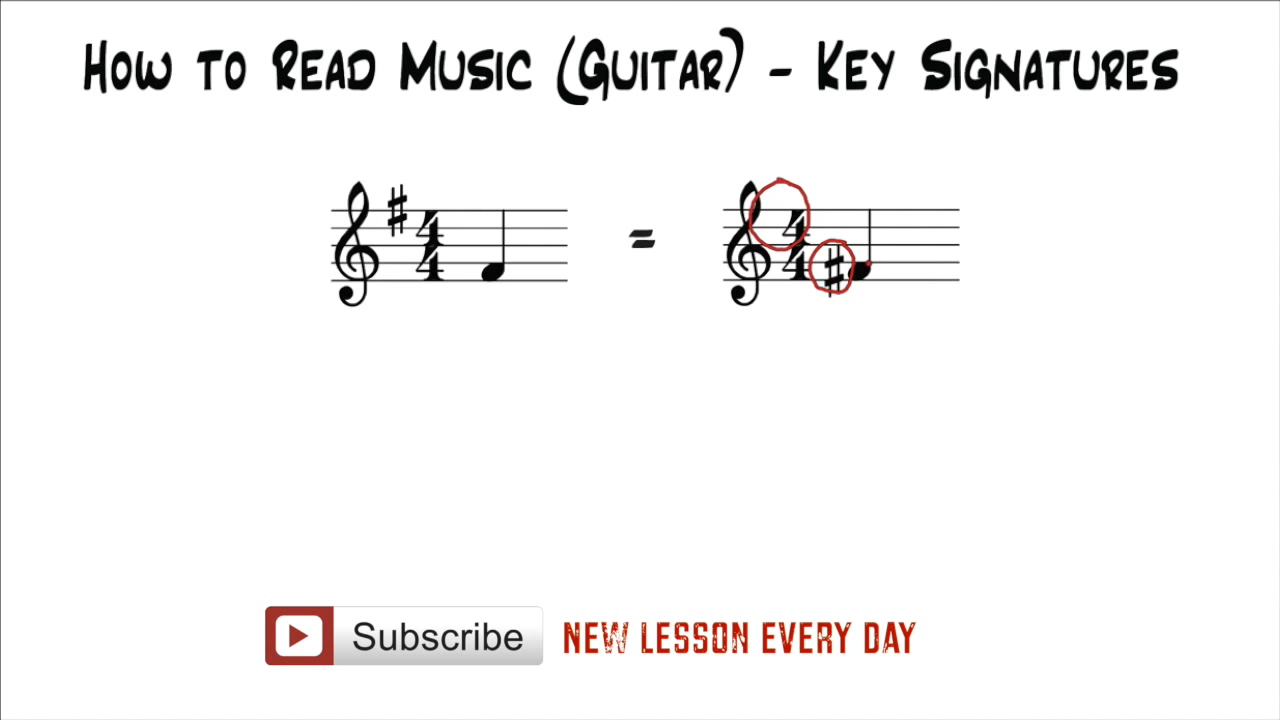 How to Read Music (Guitar) - Key Signatures
4 4
4 = 4
Subscribe NEW LESSON EVERY DAY